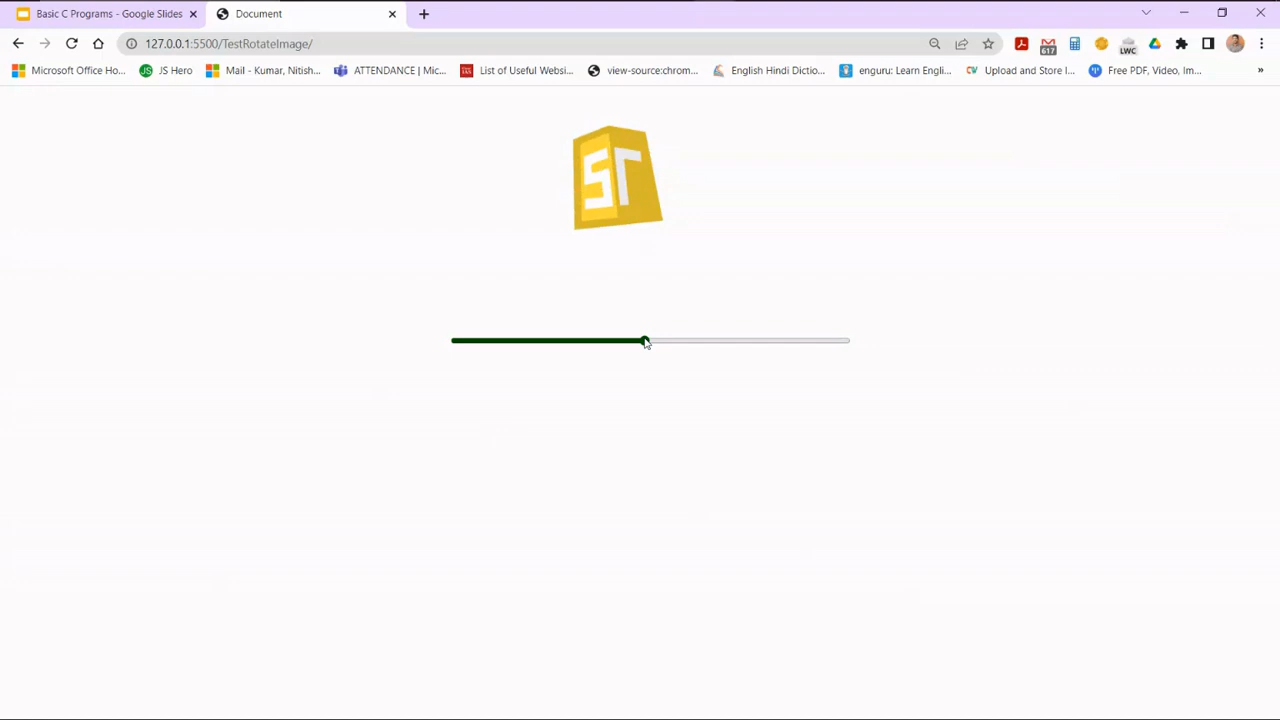 Basic C Programs - Google Slides
Document
127.0.0.1:5500/TestRotateImage/
617
LWC
Microsoft Office Ho...
JS Hero
Mail - Kumar, Nitish...
ATTENDANCE | Mic...
List of Useful Websi...
view-source:chrom...
English Hindi Dictio...
enguru: Learn Engli...
Upload and Store I...
Free PDF, Video, Im...
»